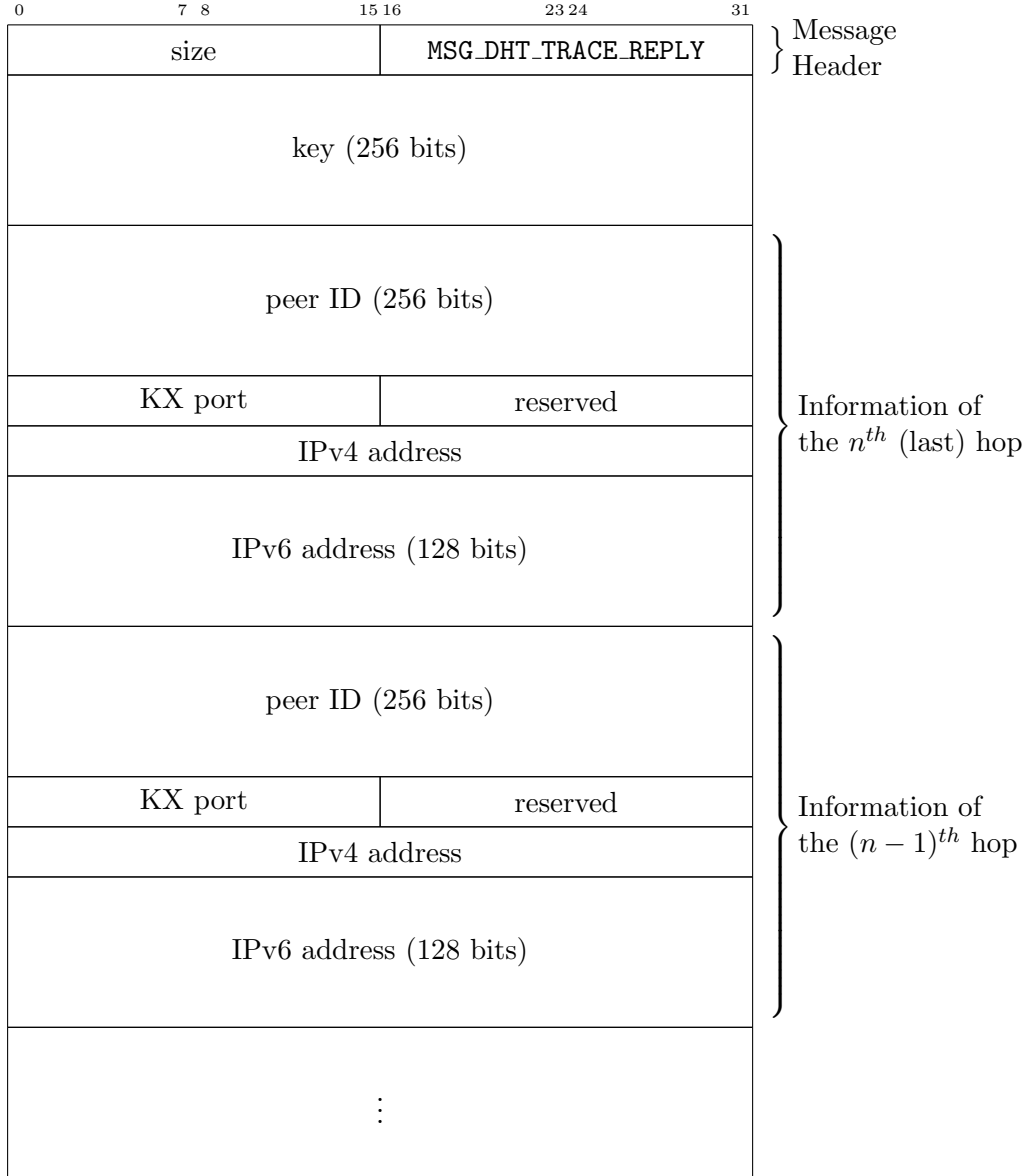 0 7 8 15 16 23 24 31
size MSG_DHT_TRACE_REPLY
Message
Header
key (256 bits)
peer ID (256 bits)
KX port reserved
IPv4 address
Information of
the n^th (last) hop
IPv6 address (128 bits)
peer ID (256 bits)
KX port reserved
IPv4 address
Information of
the (n − 1)^th hop
IPv6 address (128 bits)
⋮